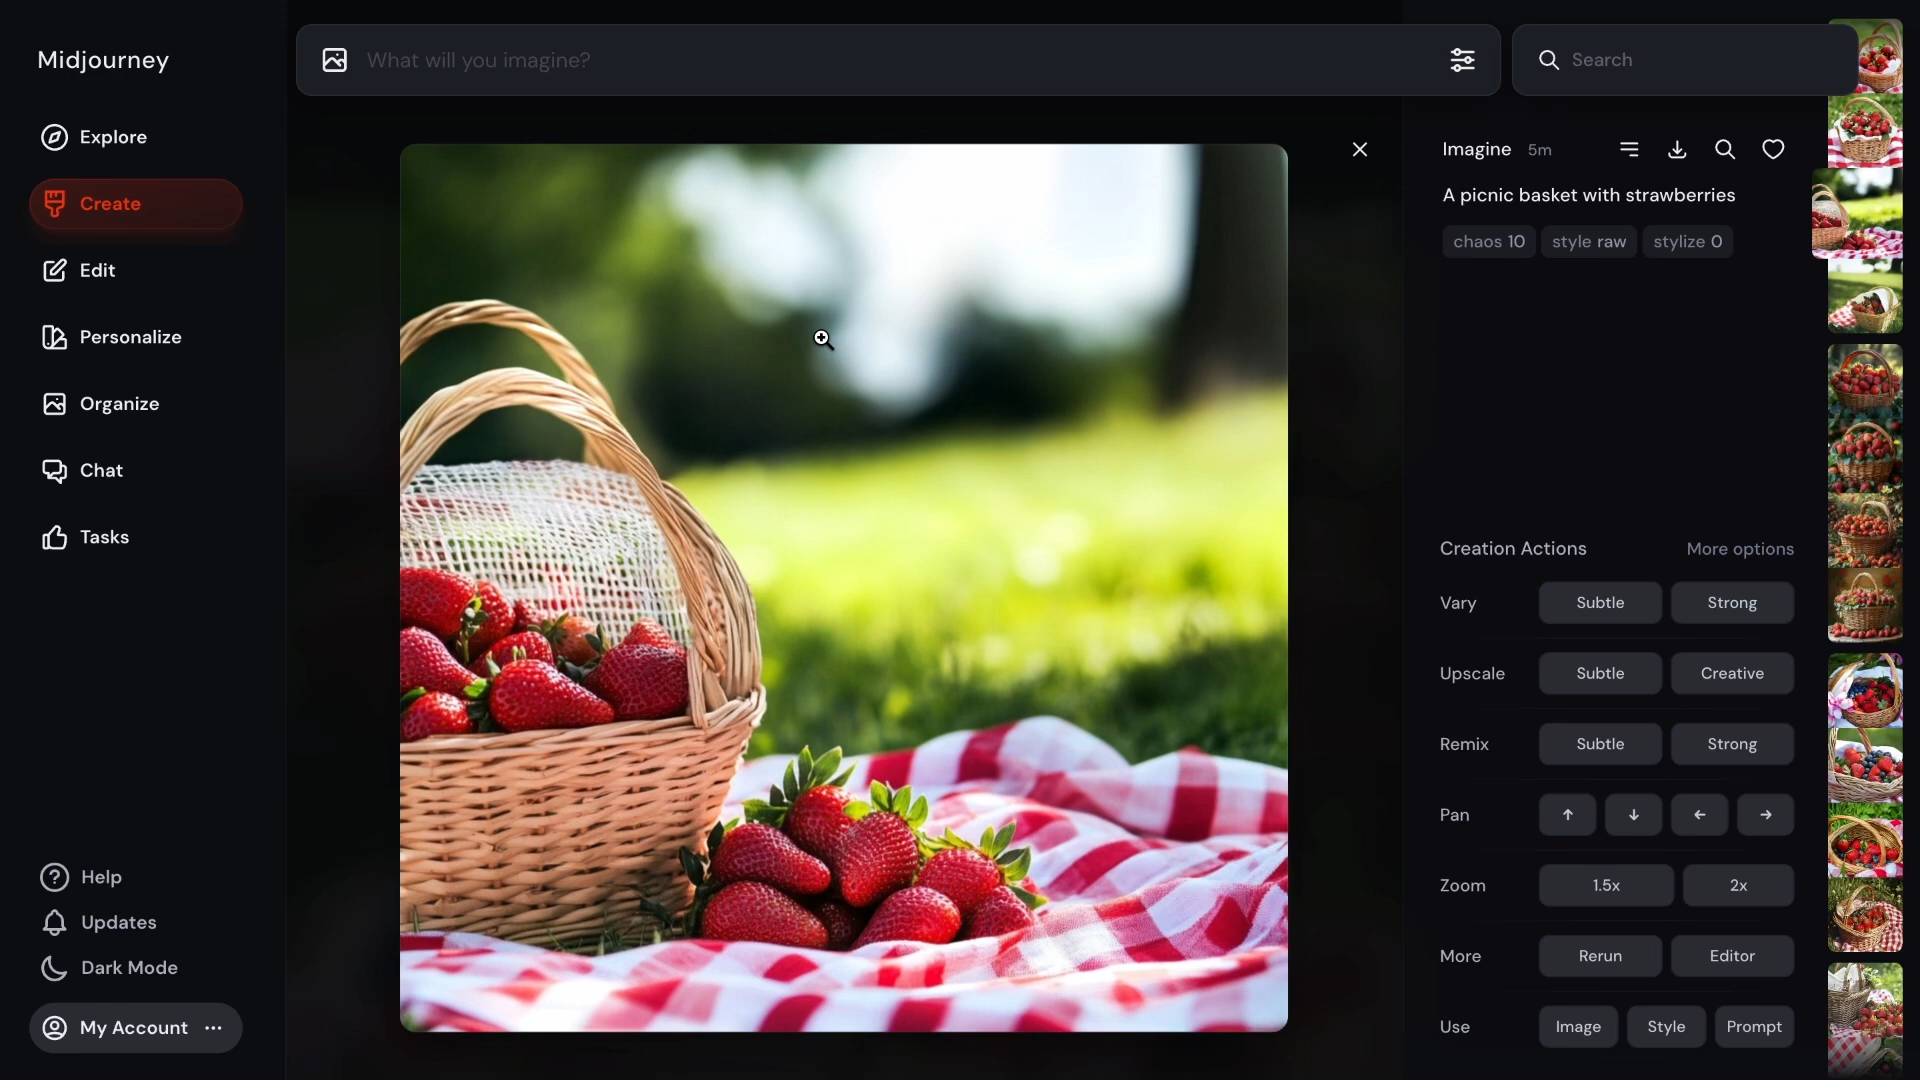 Midjourney
Explore
Create
Edit
Personalize
Organize
Chat
Tasks
Help
Updates
Dark Mode
My Account
What will you imagine?
Search
Imagine 5m
A picnic basket with strawberries
chaos 10 style raw stylize 0
Creation Actions More options
Vary Subtle Strong
Upscale Subtle Creative
Remix Subtle Strong
Pan
Zoom 1.5x 2x
More Rerun Editor
Use Image Style Prompt